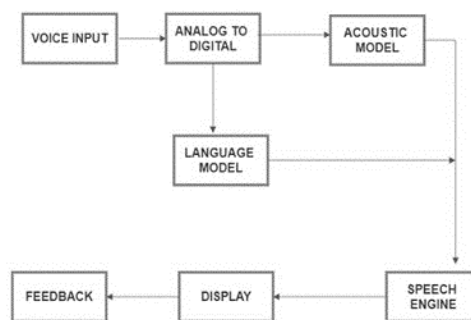 VOICE INPUT
ANALOG TO
DIGITAL
ACOUSTIC
MODEL
LANGUAGE
MODEL
FEEDBACK
DISPLAY
SPEECH
ENGINE